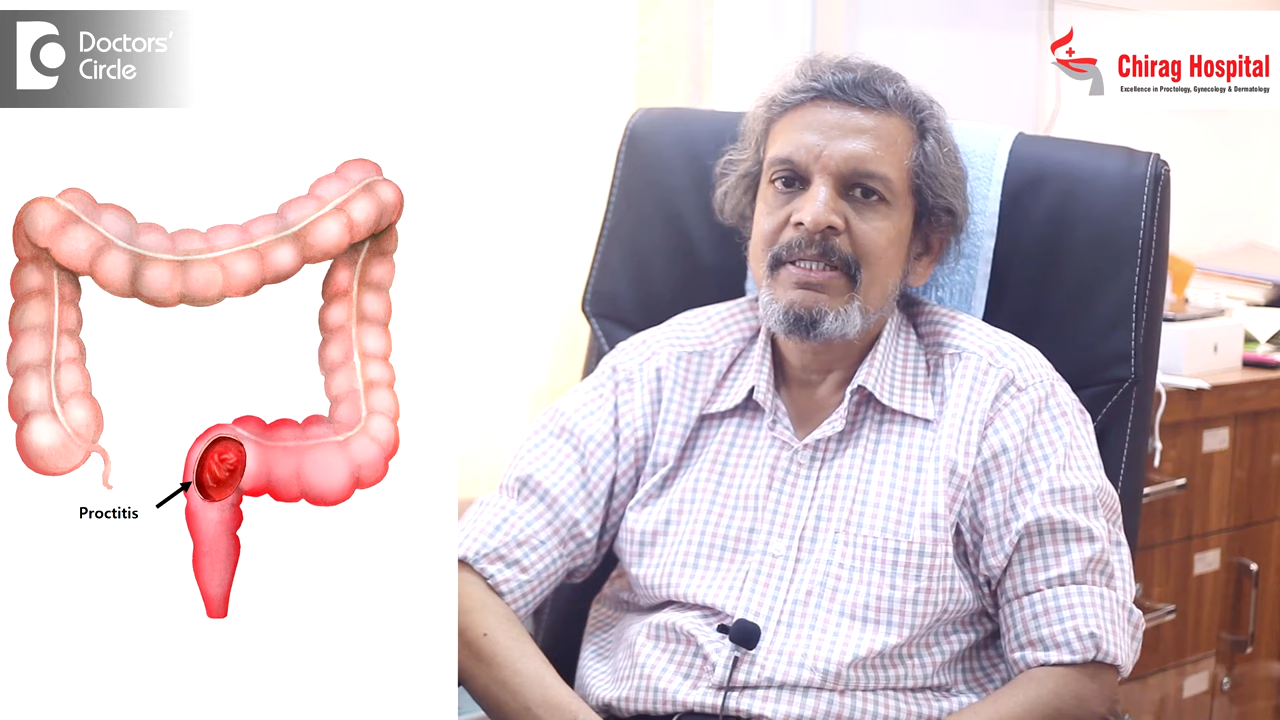 Doctors'
Circle
Chirag Hospital
Excellence in Proctology, Gynecology & Dermatology
Proctitis